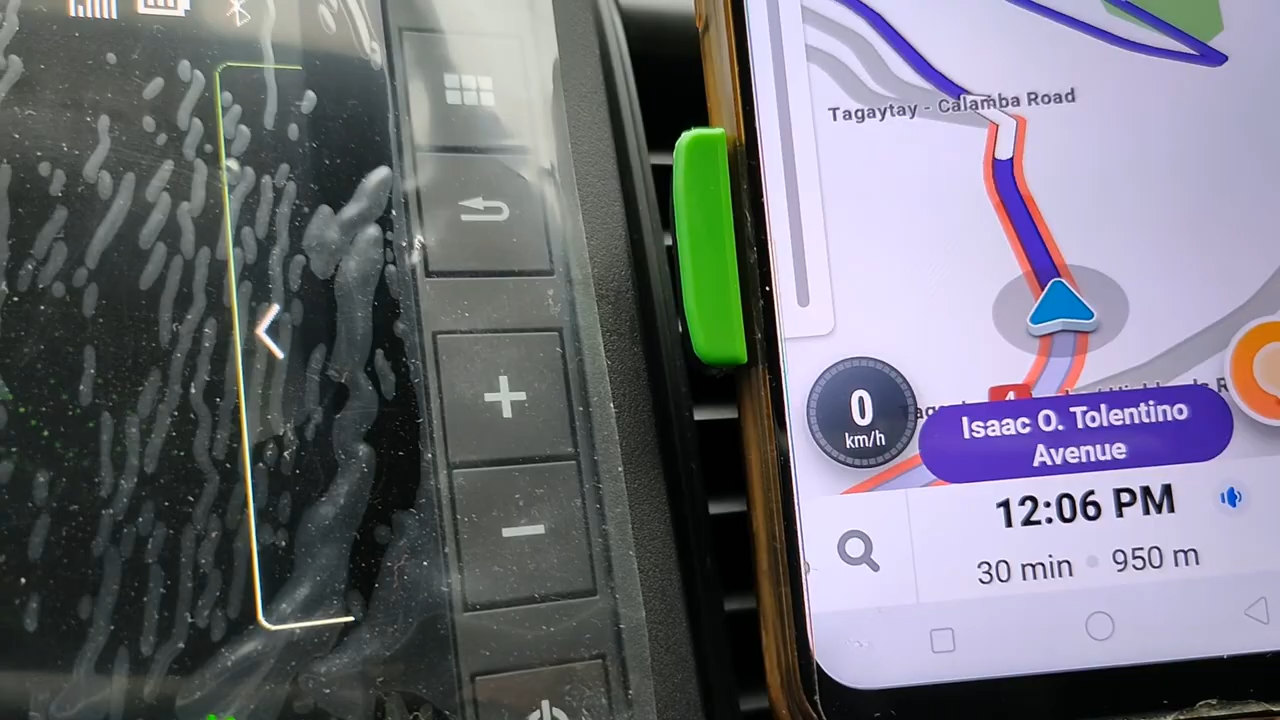 Tagaytay - Calamba Road
0
km/h
Isaac O. Tolentino
Avenue
12:06 PM
30 min
950 m